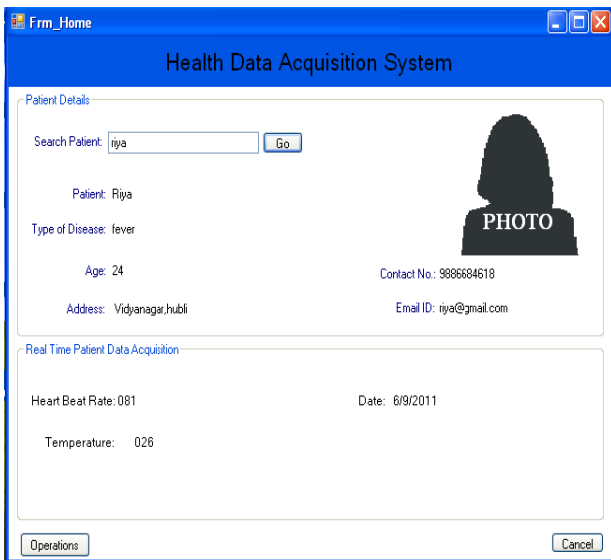 Frm_Home
Health Data Acquisition System
Patient Details
Search Patient: riya Go
PHOTO
Patient: Riya
Type of Disease: fever
Age: 24
Contact No.: 9886684618
Address: Vidyanagar,hubli
Email ID: riya@gmail.com
Real Time Patient Data Acquisition
Heart Beat Rate: 081 Date: 6/9/2011
Temperature: 026
Operations Cancel